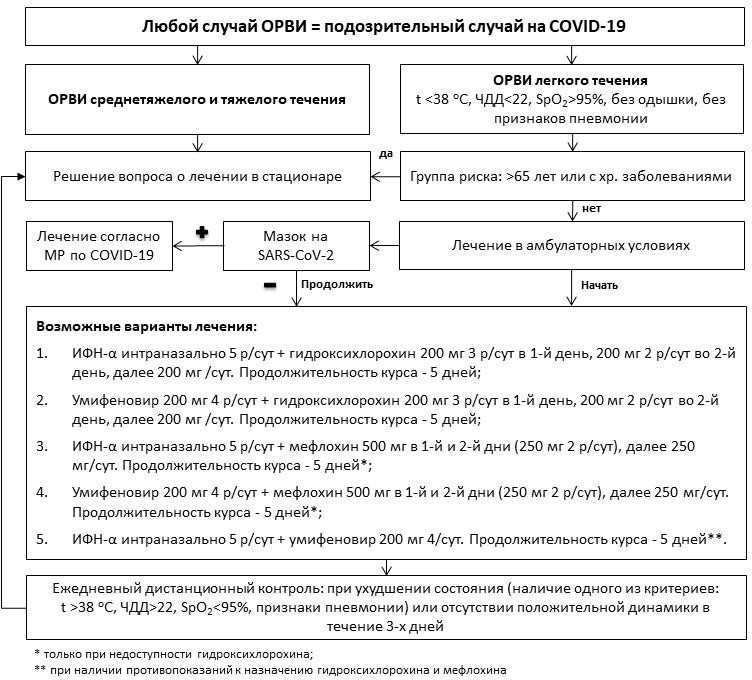 Любой случай ОРВИ = подозрительный случай на COVID-19
ОРВИ среднетяжелого и тяжелого течения
ОРВИ легкого течения
t <38 °C, ЧДД<22, SpO₂>95%, без одышки, без
признаков пневмонии
да
Решение вопроса о лечении в стационаре
Группа риска: >65 лет или с хр. заболеваниями
нет
Лечение согласно
МР по COVID-19
+
Мазок на
SARS-CoV-2
Лечение в амбулаторных условиях
–
Продолжить
Начать
Возможные варианты лечения:
1. ИФН-α интраназально 5 р/сут + гидроксихлорохин 200 мг 3 р/сут в 1-й день, 200 мг 2 р/сут во 2-й
день, далее 200 мг /сут. Продолжительность курса - 5 дней;
2. Умифеновир 200 мг 4 р/сут + гидроксихлорохин 200 мг 3 р/сут в 1-й день, 200 мг 2 р/сут во 2-й
день, далее 200 мг /сут. Продолжительность курса - 5 дней;
3. ИФН-α интраназально 5 р/сут + мефлохин 500 мг в 1-й и 2-й дни (250 мг 2 р/сут), далее 250
мг/сут. Продолжительность курса - 5 дней*;
4. Умифеновир 200 мг 4 р/сут + мефлохин 500 мг в 1-й и 2-й дни (250 мг 2 р/сут), далее 250 мг/сут.
Продолжительность курса - 5 дней*;
5. ИФН-α интраназально 5 р/сут + умифеновир 200 мг 4/сут. Продолжительность курса - 5 дней**.
Ежедневный дистанционный контроль: при ухудшении состояния (наличие одного из критериев:
t >38 °C, ЧДД>22, SpO₂<95%, признаки пневмонии) или отсутствии положительной динамики в
течение 3-х дней
* только при недоступности гидроксихлорохина;
** при наличии противопоказаний к назначению гидроксихлорохина и мефлохина